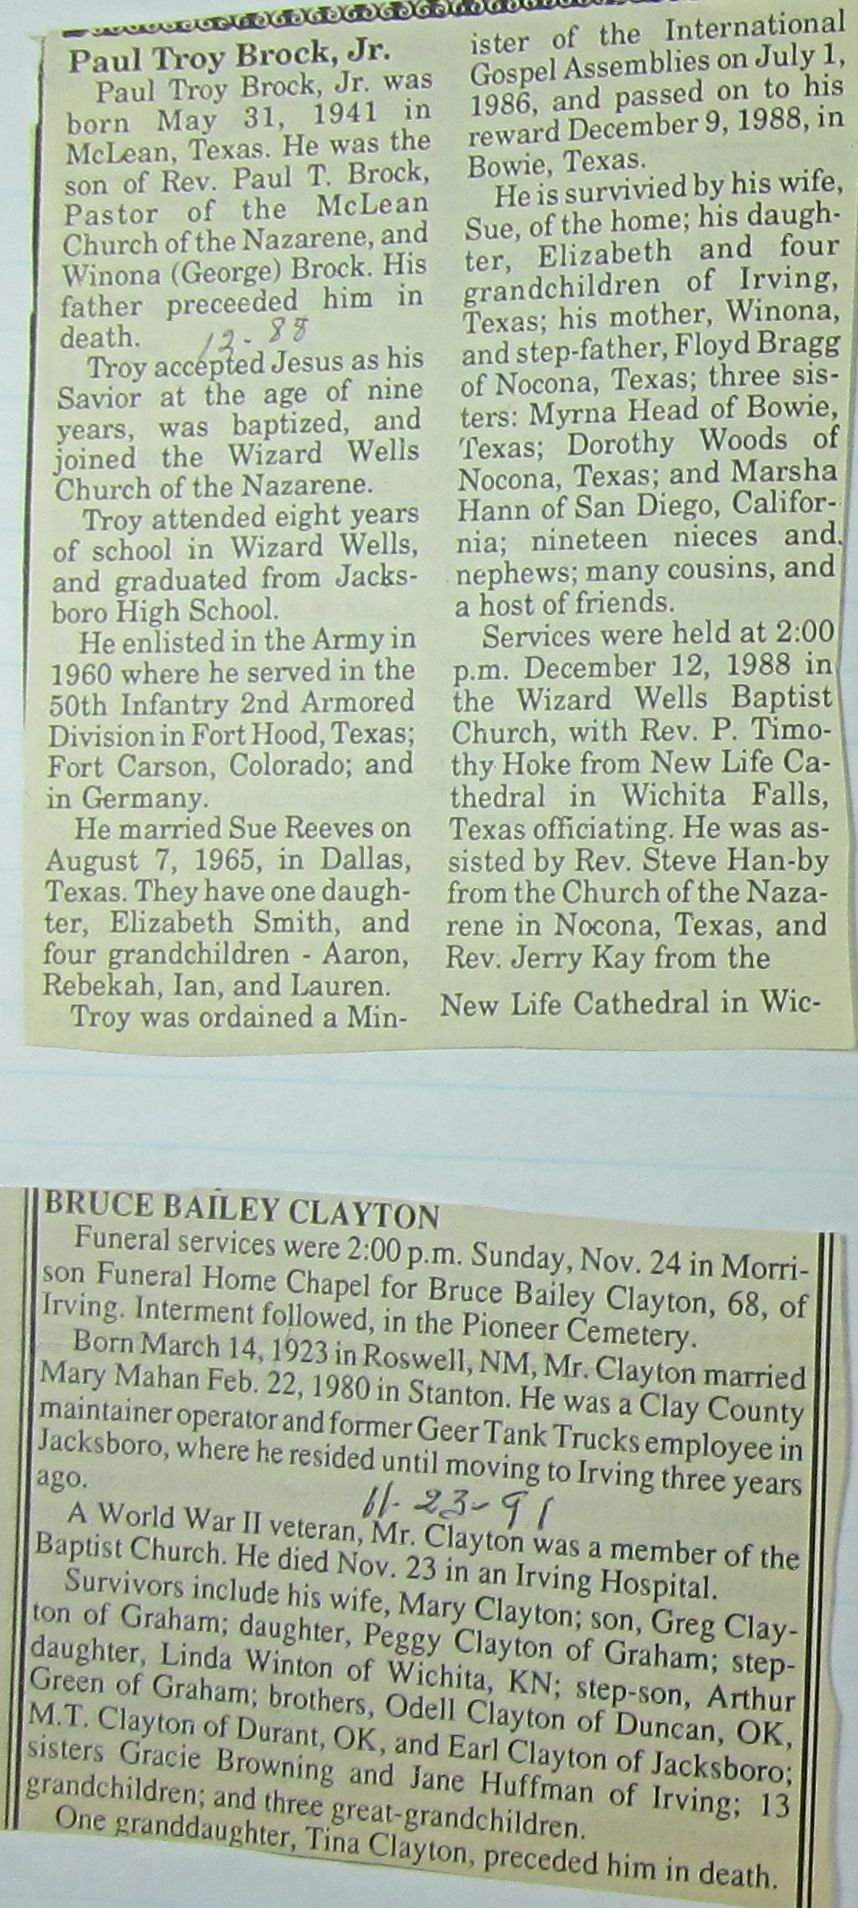 Paul Troy Brock, Jr.
Paul Troy Brock, Jr. was
born May 31, 1941 in
McLean, Texas. He was the
son of Rev. Paul T. Brock,
Pastor of the McLean
Church of the Nazarene, and
Winona (George) Brock. His
father preceeded him in
death.
12-88
Troy accepted Jesus as his
Savior at the age of nine
years, was baptized, and
joined the Wizard Wells
Church of the Nazarene.
Troy attended eight years
of school in Wizard Wells,
and graduated from Jacks-
boro High School.
He enlisted in the Army in
1960 where he served in the
50th Infantry 2nd Armored
Division in Fort Hood, Texas;
Fort Carson, Colorado; and
in Germany.
He married Sue Reeves on
August 7, 1965, in Dallas,
Texas. They have one daugh-
ter, Elizabeth Smith, and
four grandchildren - Aaron,
Rebekah, Ian, and Lauren.
Troy was ordained a Min-
ister of the International
Gospel Assemblies on July 1,
1986, and passed on to his
reward December 9, 1988, in
Bowie, Texas.
He is survivied by his wife,
Sue, of the home; his daugh-
ter, Elizabeth and four
grandchildren of Irving,
Texas; his mother, Winona,
and step-father, Floyd Bragg
of Nocona, Texas; three sis-
ters: Myrna Head of Bowie,
Texas; Dorothy Woods of
Nocona, Texas; and Marsha
Hann of San Diego, Califor-
nia; nineteen nieces and
nephews; many cousins, and
a host of friends.
Services were held at 2:00
p.m. December 12, 1988 in
the Wizard Wells Baptist
Church, with Rev. P. Timo-
thy Hoke from New Life Ca-
thedral in Wichita Falls,
Texas officiating. He was as-
sisted by Rev. Steve Han-by
from the Church of the Naza-
rene in Nocona, Texas, and
Rev. Jerry Kay from the
New Life Cathedral in Wic-
BRUCE BAILEY CLAYTON
Funeral services were 2:00 p.m. Sunday, Nov. 24 in Morri-
son Funeral Home Chapel for Bruce Bailey Clayton, 68, of
Irving. Interment followed, in the Pioneer Cemetery.
Born March 14, 1923 in Roswell, NM, Mr. Clayton married
Mary Mahan Feb. 22, 1980 in Stanton. He was a Clay County
maintainer operator and former Geer Tank Trucks employee in
Jacksboro, where he resided until moving to Irving three years
ago.
11-23-91
A World War II veteran, Mr. Clayton was a member of the
Baptist Church. He died Nov. 23 in an Irving Hospital.
Survivors include his wife, Mary Clayton; son, Greg Clay-
ton of Graham; daughter, Peggy Clayton of Graham; step-
daughter, Linda Winton of Wichita, KN; step-son, Arthur
Green of Graham; brothers, Odell Clayton of Duncan, OK,
M.T. Clayton of Durant, OK, and Earl Clayton of Jacksboro;
sisters Gracie Browning and Jane Huffman of Irving; 13
grandchildren; and three great-grandchildren.
One granddaughter, Tina Clayton, preceded him in death.